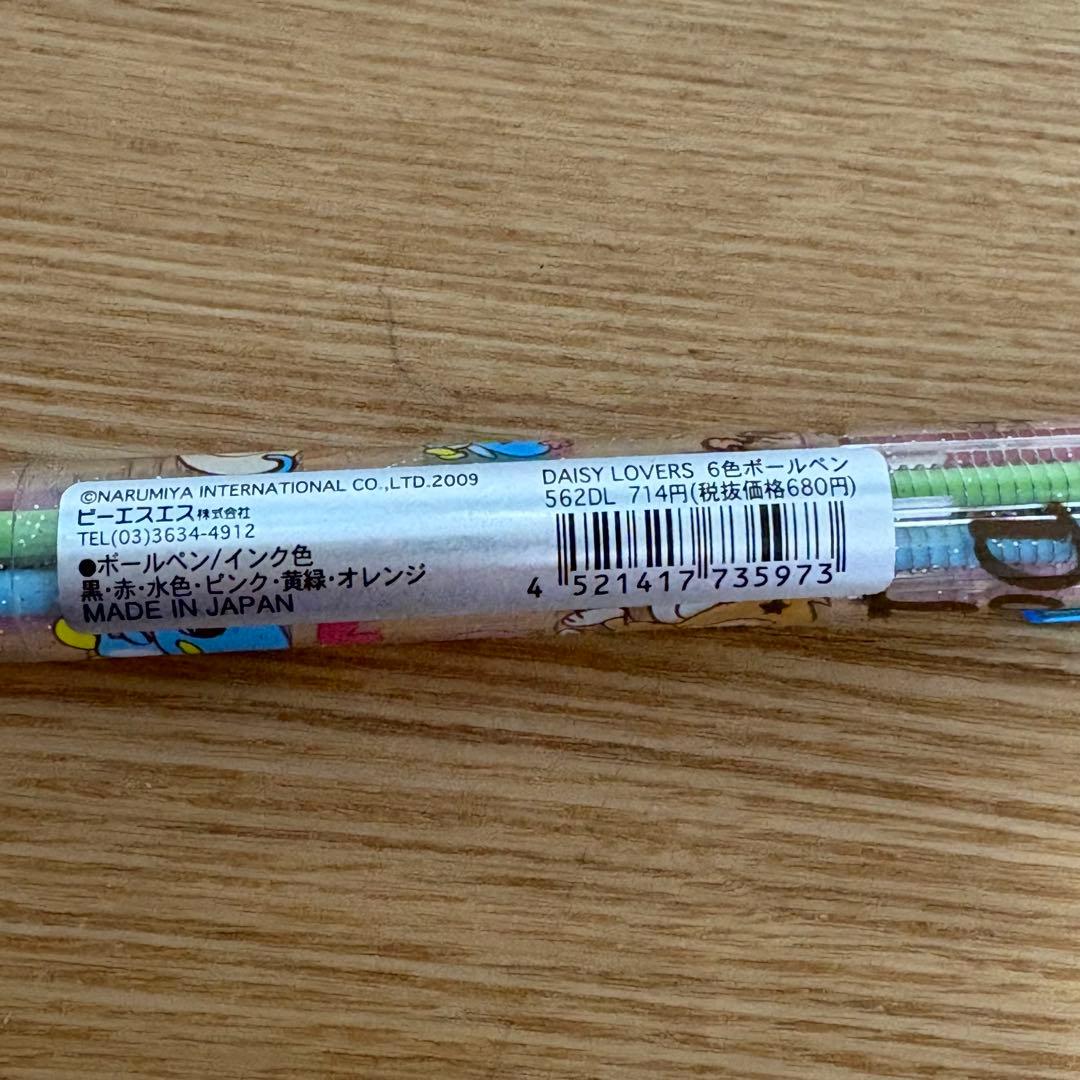 ©NARUMIYA INTERNATIONAL CO.,LTD.2009
ピーエスエス株式会社
TEL(03)3634-4912
●ボールペン/インク色
黒・赤・水色・ピンク・黄緑・オレンジ
MADE IN JAPAN
DAISY LOVERS 6色ボールペン
562DL 714円(税抜価格680円)
4 521417 735973